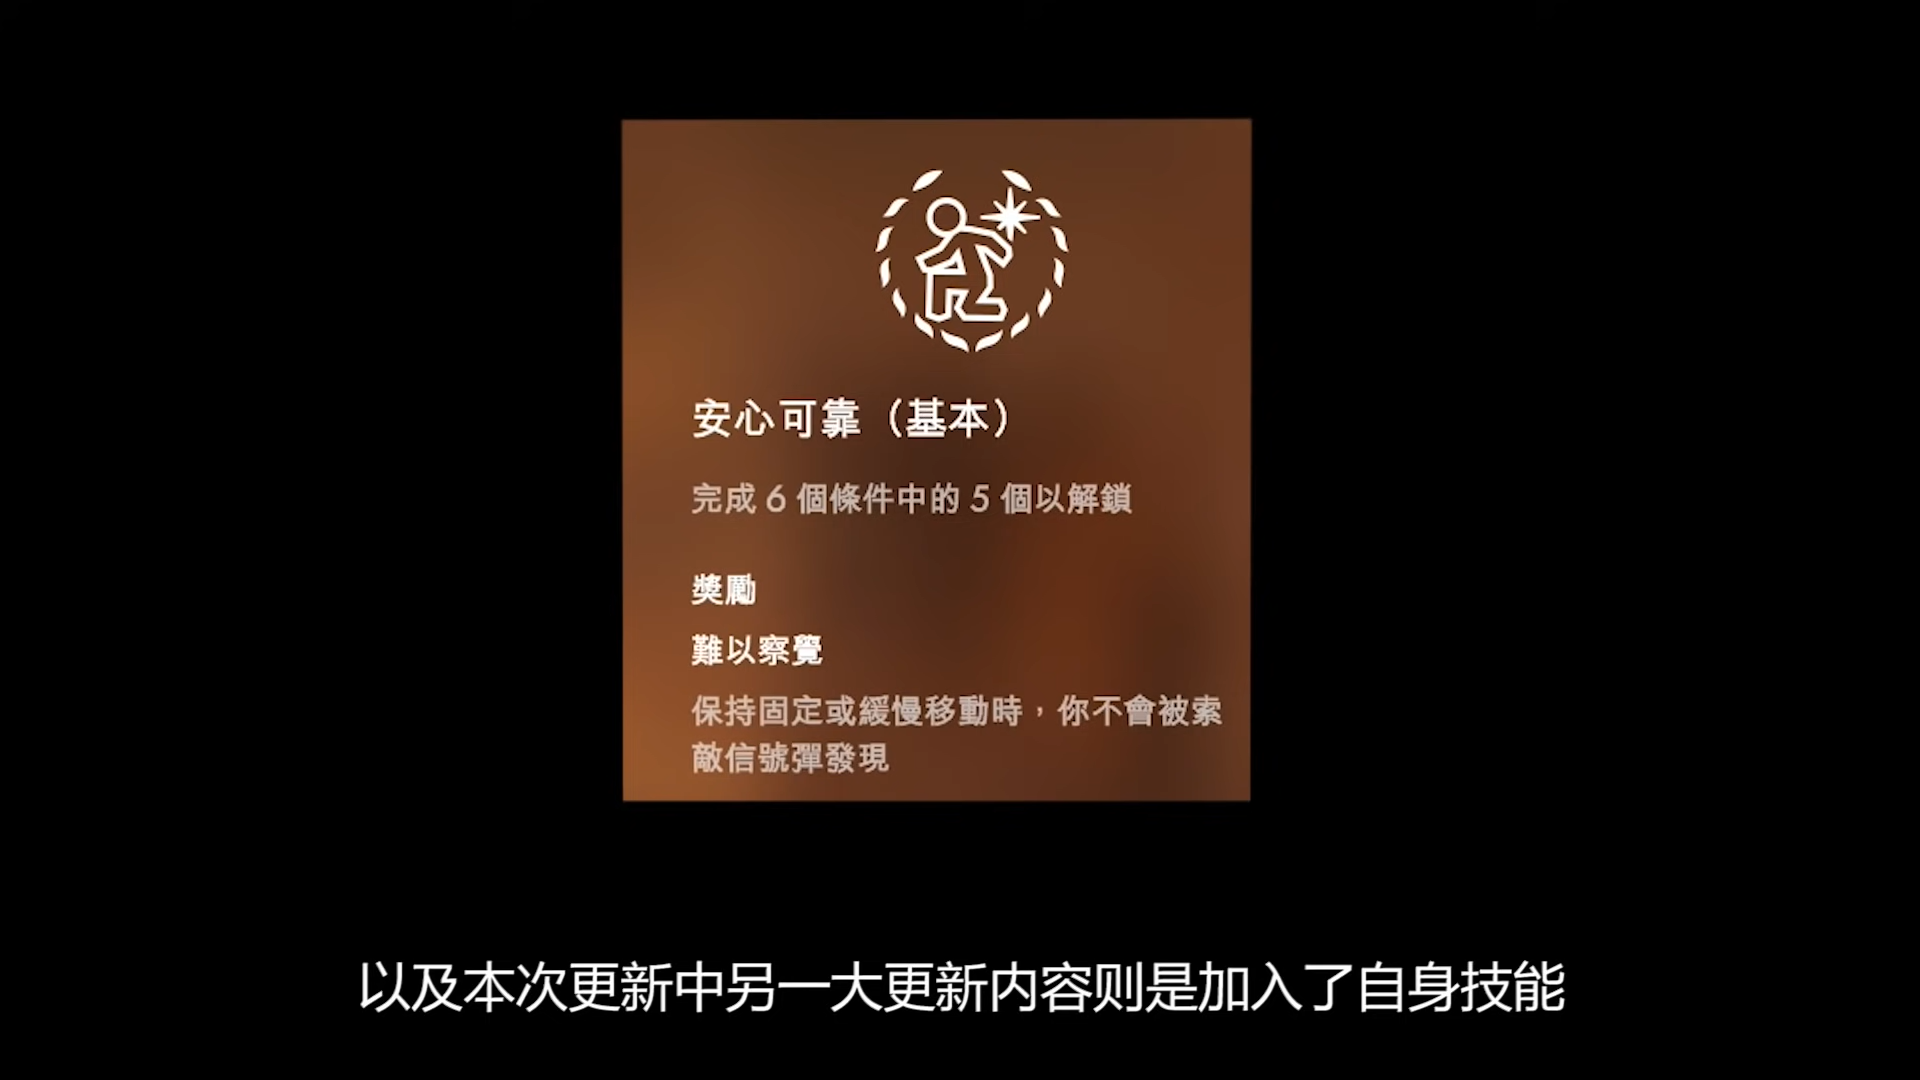 安心可靠（基本）
完成 6 個條件中的 5 個以解鎖
獎勵
難以察覺
保持固定或緩慢移動時，你不會被索
敵信號彈發現
以及本次更新中另一大更新内容则是加入了自身技能